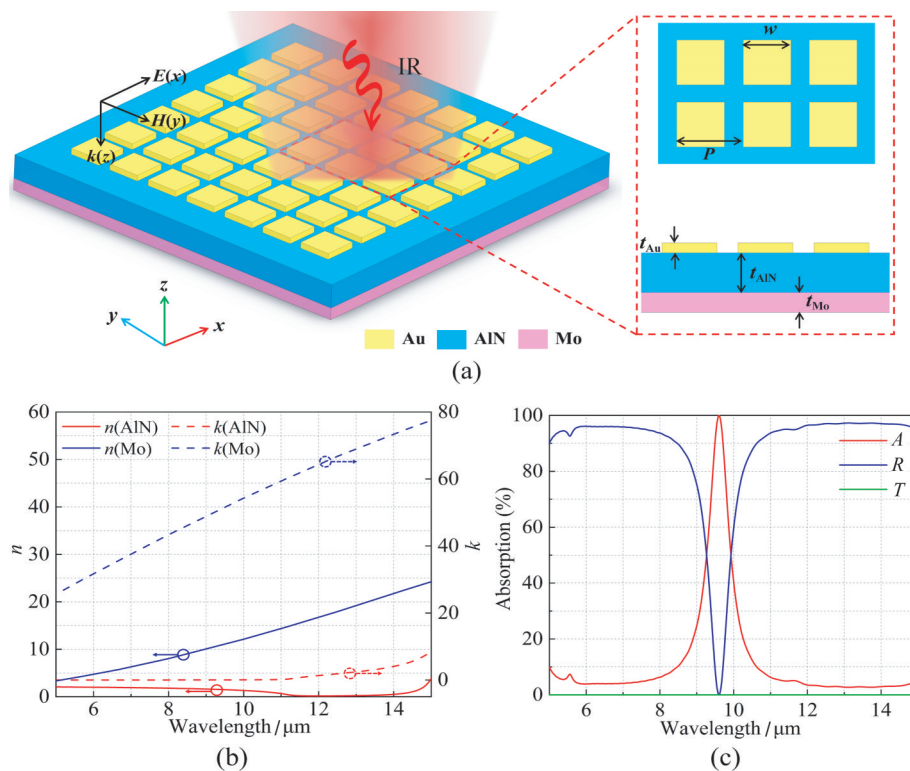 E(x)
H(y)
k(z)
IR
w
P
t_Au
t_AlN
t_Mo
z
y
x
Au AlN Mo
(a)
60
50
40
30
20
10
0
n
n(AlN) k(AlN)
n(Mo) k(Mo)
80
60
40
20
0
k
6 8 10 12 14
Wavelength/μm
(b)
100
80
60
40
20
0
Absorption (%)
A
R
T
6 8 10 12 14
Wavelength/μm
(c)